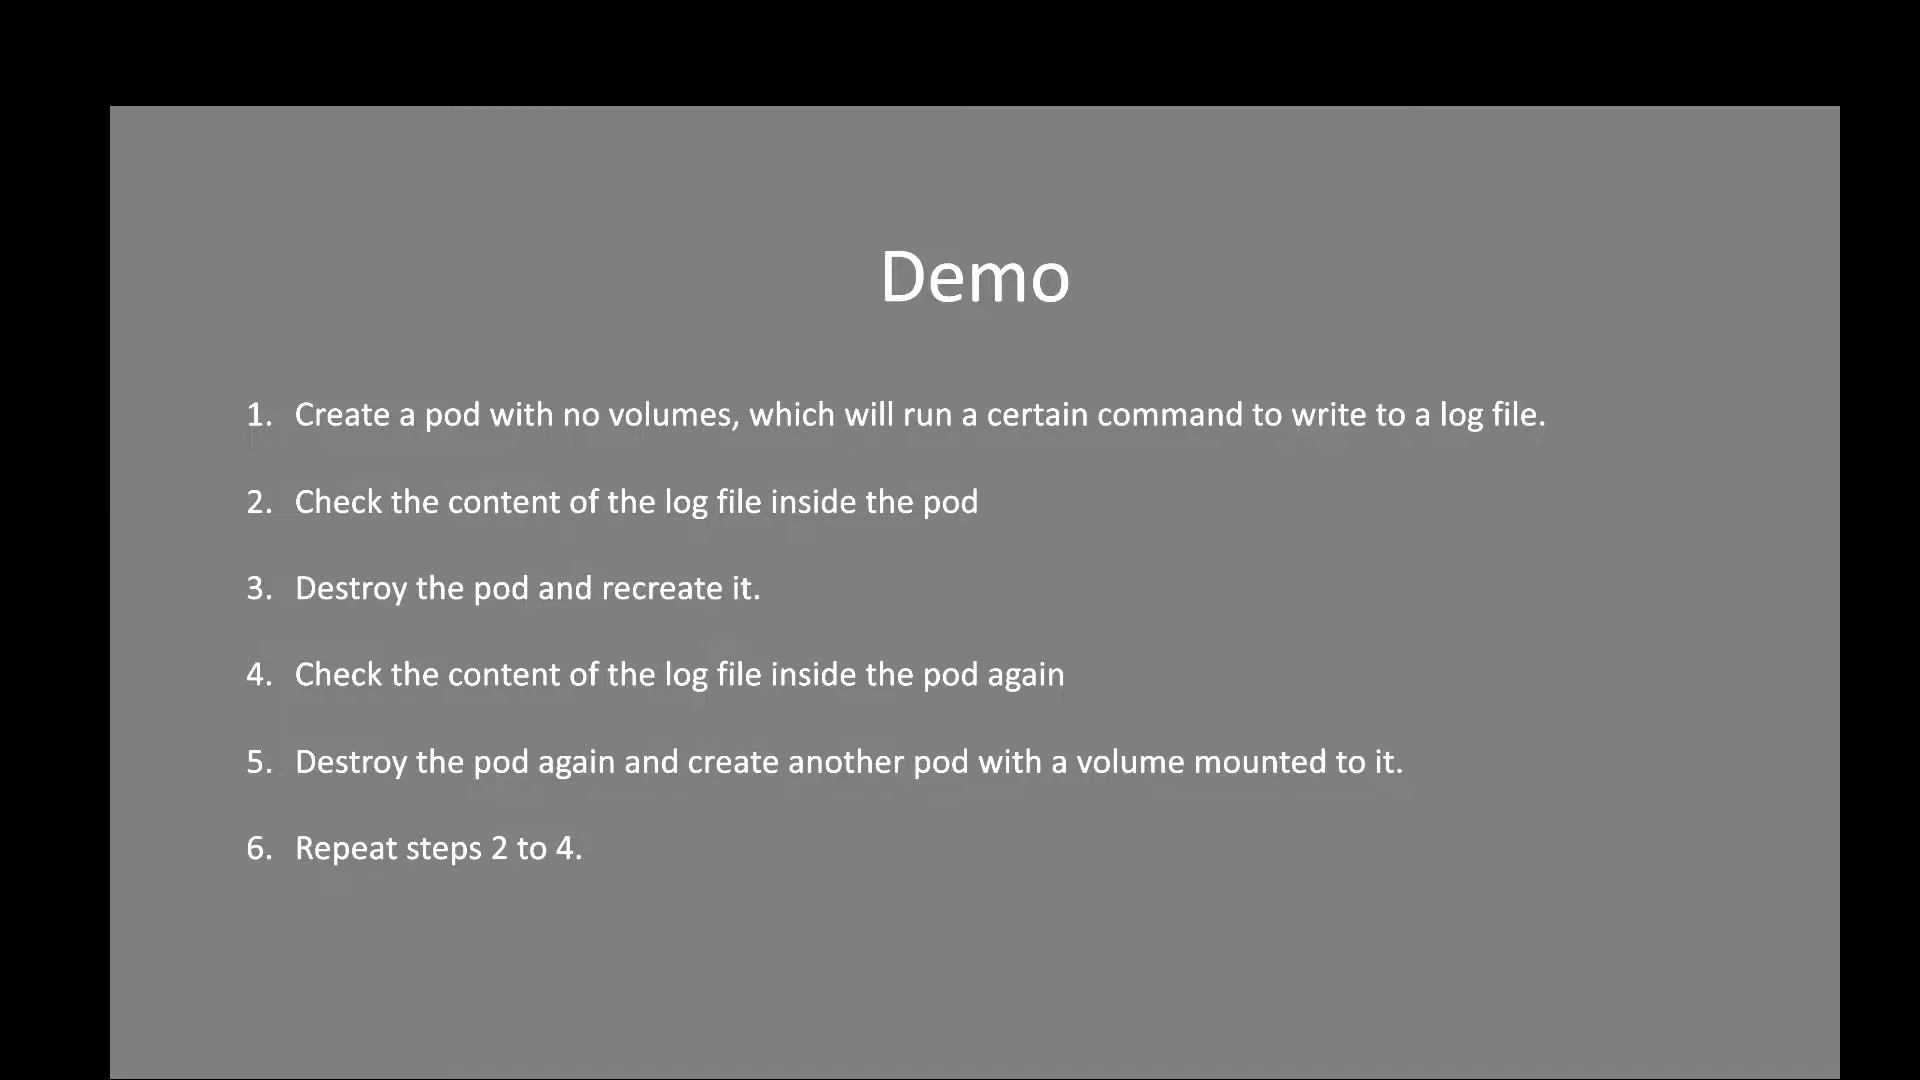 Demo
1. Create a pod with no volumes, which will run a certain command to write to a log file.
2. Check the content of the log file inside the pod
3. Destroy the pod and recreate it.
4. Check the content of the log file inside the pod again
5. Destroy the pod again and create another pod with a volume mounted to it.
6. Repeat steps 2 to 4.